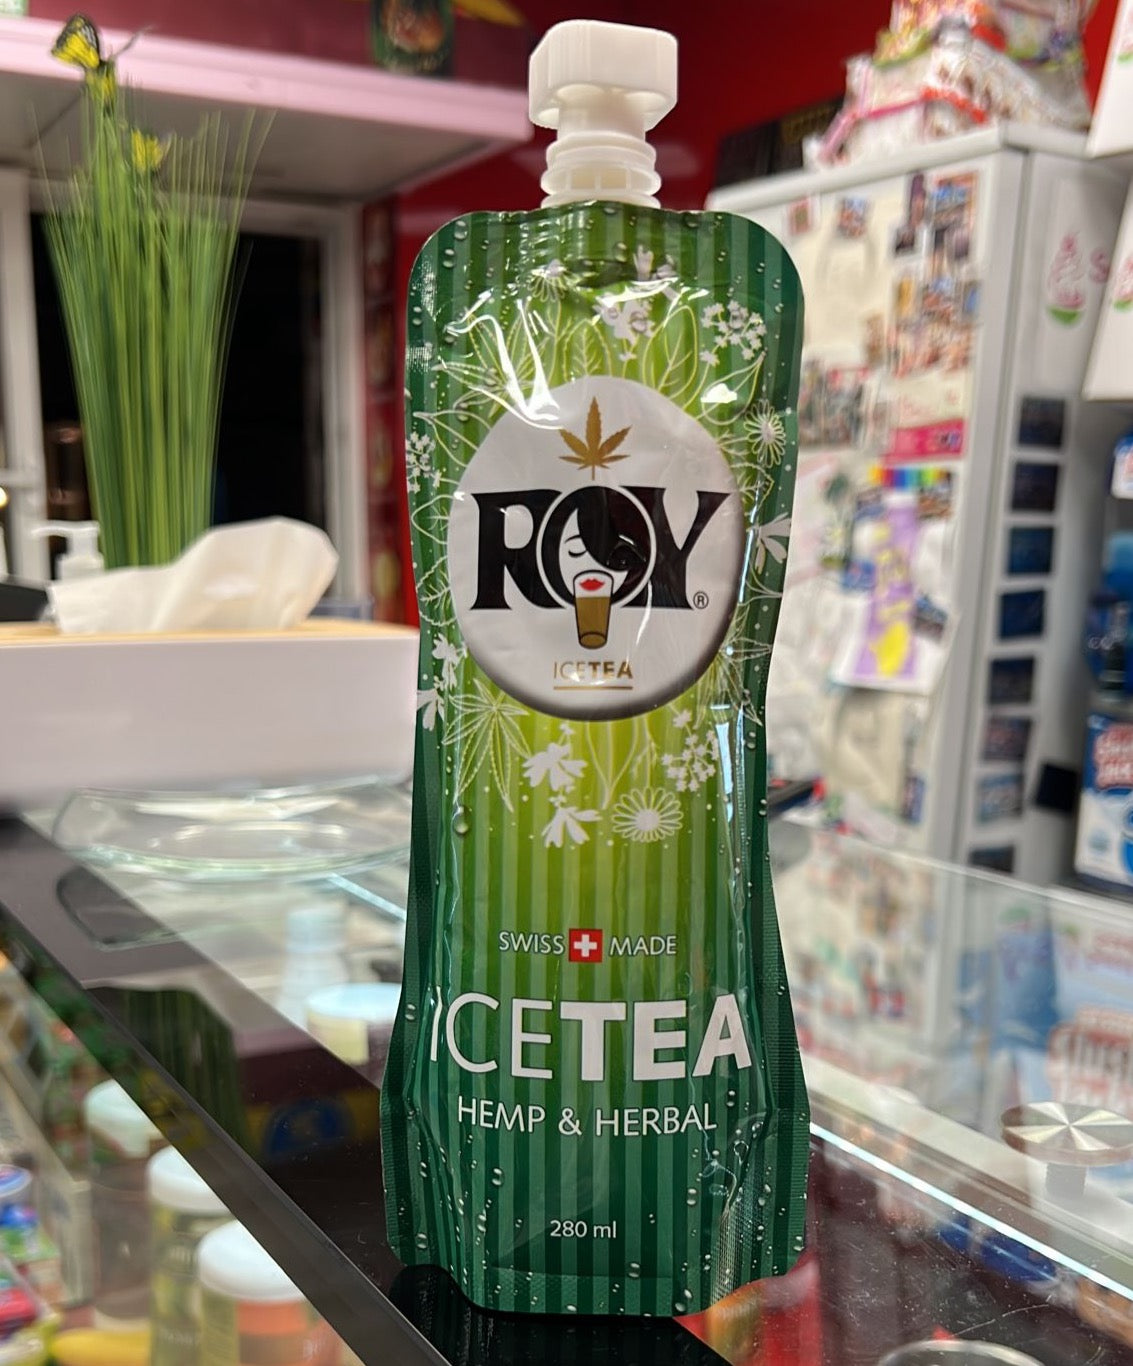 ROY®
ICETEA
SWISS MADE
ICETEA
HEMP & HERBAL
280 ml